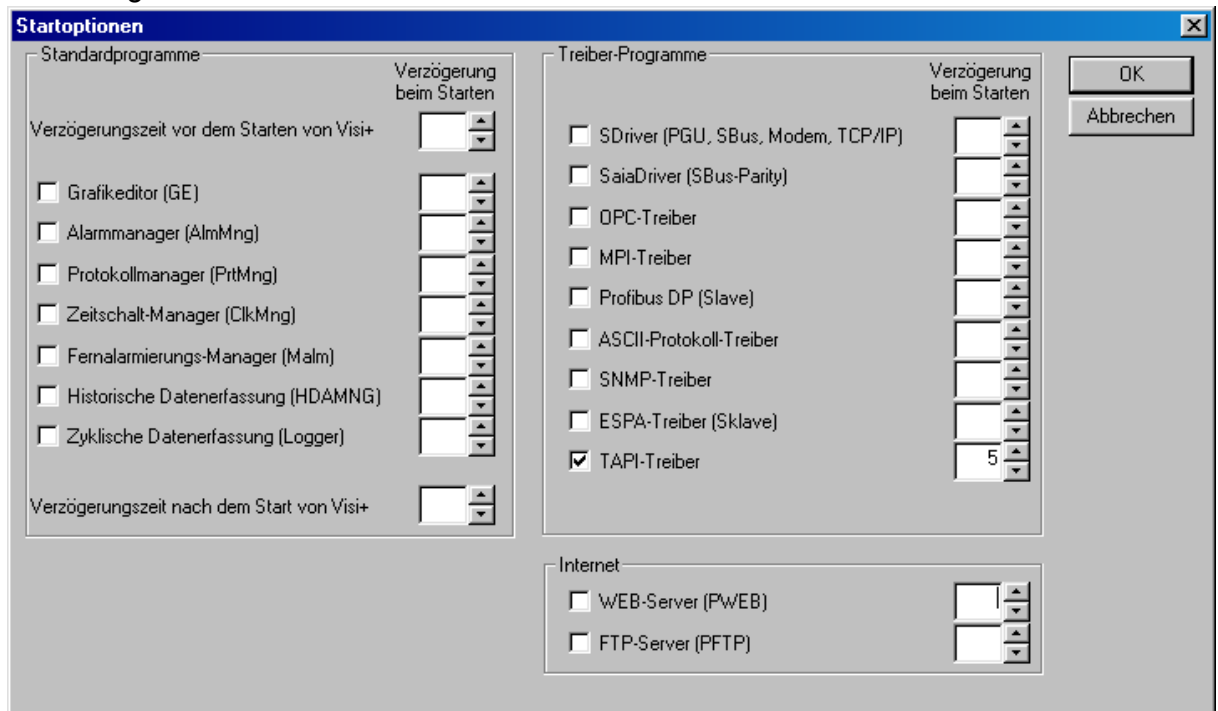 Startoptionen
Standardprogramme
Verzögerung
beim Starten
Verzögerungszeit vor dem Starten von Visi+
Grafikeditor (GE)
Alarmmanager (AlmMng)
Protokollmanager (PrtMng)
Zeitschalt-Manager (ClkMng)
Fernalarmierungs-Manager (Malm)
Historische Datenerfassung (HDAMNG)
Zyklische Datenerfassung (Logger)
Verzögerungszeit nach dem Start von Visi+
Treiber-Programme
Verzögerung
beim Starten
SDriver (PGU, SBus, Modem, TCP/IP)
SaiaDriver (SBus-Parity)
OPC-Treiber
MPI-Treiber
Profibus DP (Slave)
ASCII-Protokoll-Treiber
SNMP-Treiber
ESPA-Treiber (Sklave)
TAPI-Treiber 5
Internet
WEB-Server (PWEB)
FTP-Server (PFTP)
OK
Abbrechen